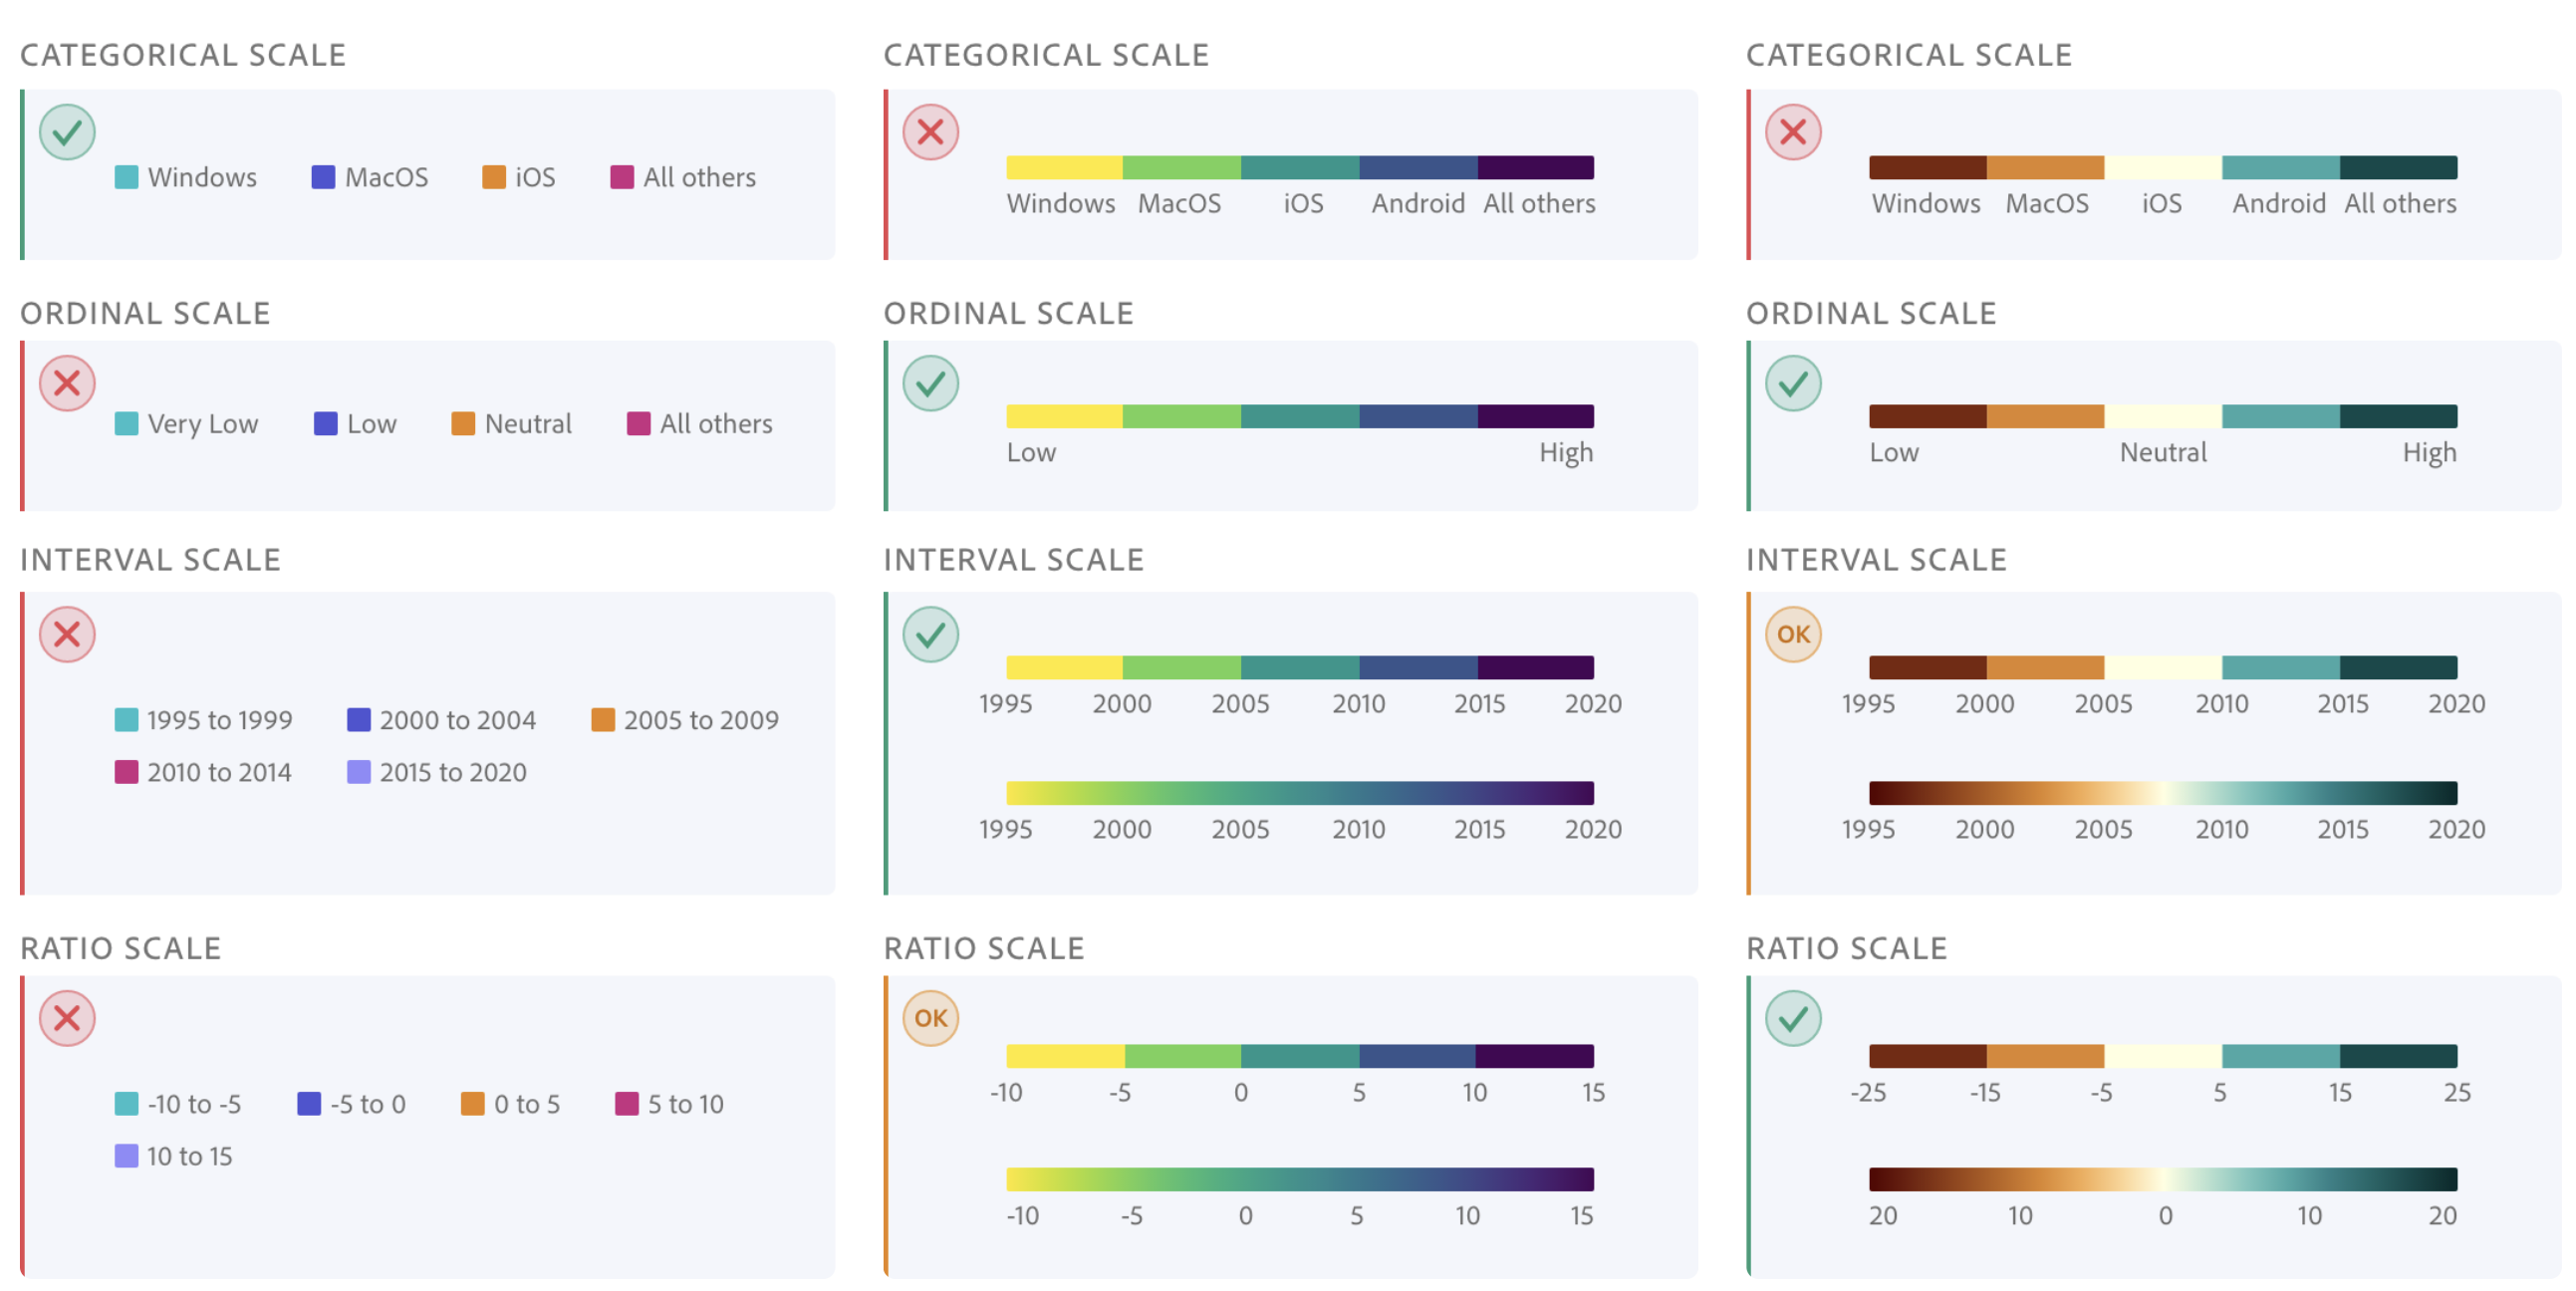 CATEGORICAL SCALE
Windows MacOS iOS All others
CATEGORICAL SCALE
Windows MacOS iOS Android All others
CATEGORICAL SCALE
Windows MacOS iOS Android All others
ORDINAL SCALE
Very Low Low Neutral All others
ORDINAL SCALE
Low High
ORDINAL SCALE
Low Neutral High
INTERVAL SCALE
1995 to 1999 2000 to 2004 2005 to 2009
2010 to 2014 2015 to 2020
INTERVAL SCALE
1995 2000 2005 2010 2015 2020
1995 2000 2005 2010 2015 2020
INTERVAL SCALE
OK
1995 2000 2005 2010 2015 2020
1995 2000 2005 2010 2015 2020
RATIO SCALE
-10 to -5 -5 to 0 0 to 5 5 to 10
10 to 15
RATIO SCALE
OK
-10 -5 0 5 10 15
-10 -5 0 5 10 15
RATIO SCALE
-25 -15 -5 5 15 25
20 10 0 10 20